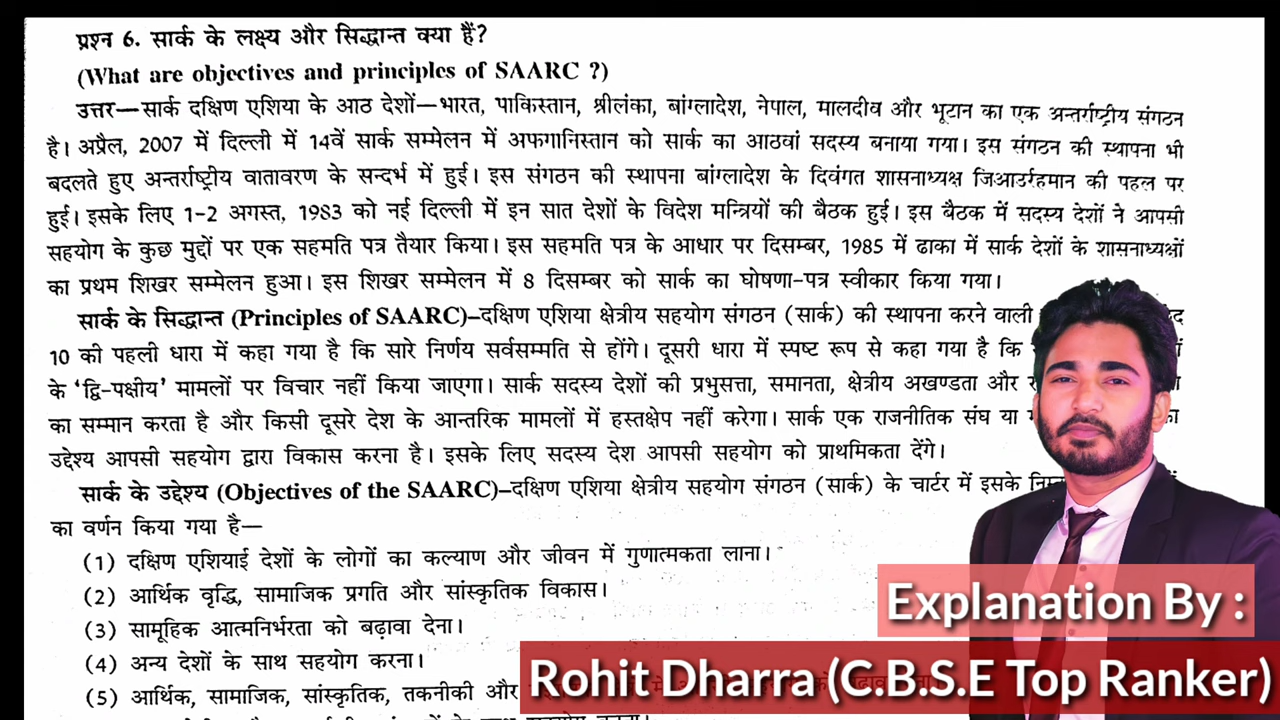 प्रश्न 6. सार्क के लक्ष्य और सिद्धान्त क्या हैं?
(What are objectives and principles of SAARC ?)
उत्तर—सार्क दक्षिण एशिया के आठ देशों—भारत, पाकिस्तान, श्रीलंका, बांग्लादेश, नेपाल, मालदीव और भूटान का एक अन्तर्राष्ट्रीय संगठन
है। अप्रैल, 2007 में दिल्ली में 14वें सार्क सम्मेलन में अफगानिस्तान को सार्क का आठवां सदस्य बनाया गया। इस संगठन की स्थापना भी
बदलते हुए अन्तर्राष्ट्रीय वातावरण के सन्दर्भ में हुई। इस संगठन की स्थापना बांग्लादेश के दिवंगत शासनाध्यक्ष जिआउर्रहमान की पहल पर
हुई। इसके लिए 1-2 अगस्त, 1983 को नई दिल्ली में इन सात देशों के विदेश मन्त्रियों की बैठक हुई। इस बैठक में सदस्य देशों ने आपसी
सहयोग के कुछ मुद्दों पर एक सहमति पत्र तैयार किया। इस सहमति पत्र के आधार पर दिसम्बर, 1985 में ढाका में सार्क देशों के शासनाध्यक्षों
का प्रथम शिखर सम्मेलन हुआ। इस शिखर सम्मेलन में 8 दिसम्बर को सार्क का घोषणा-पत्र स्वीकार किया गया।
सार्क के सिद्धान्त (Principles of SAARC)–दक्षिण एशिया क्षेत्रीय सहयोग संगठन (सार्क) की स्थापना करने वाली
10 की पहली धारा में कहा गया है कि सारे निर्णय सर्वसम्मति से होंगे। दूसरी धारा में स्पष्ट रूप से कहा गया है कि
के 'द्वि-पक्षीय' मामलों पर विचार नहीं किया जाएगा। सार्क सदस्य देशों की प्रभुसत्ता, समानता, क्षेत्रीय अखण्डता और
का सम्मान करता है और किसी दूसरे देश के आन्तरिक मामलों में हस्तक्षेप नहीं करेगा। सार्क एक राजनीतिक संघ या
उद्देश्य आपसी सहयोग द्वारा विकास करना है। इसके लिए सदस्य देश आपसी सहयोग को प्राथमिकता देंगे।
सार्क के उद्देश्य (Objectives of the SAARC)–दक्षिण एशिया क्षेत्रीय सहयोग संगठन (सार्क) के चार्टर में इसके
का वर्णन किया गया है—
(1) दक्षिण एशियाई देशों के लोगों का कल्याण और जीवन में गुणात्मकता लाना।
(2) आर्थिक वृद्धि, सामाजिक प्रगति और सांस्कृतिक विकास।
(3) सामूहिक आत्मनिर्भरता को बढ़ावा देना।
(4) अन्य देशों के साथ सहयोग करना।
(5) आर्थिक, सामाजिक, सांस्कृतिक, तकनीकी और
Explanation By :
Rohit Dharra (C.B.S.E Top Ranker)